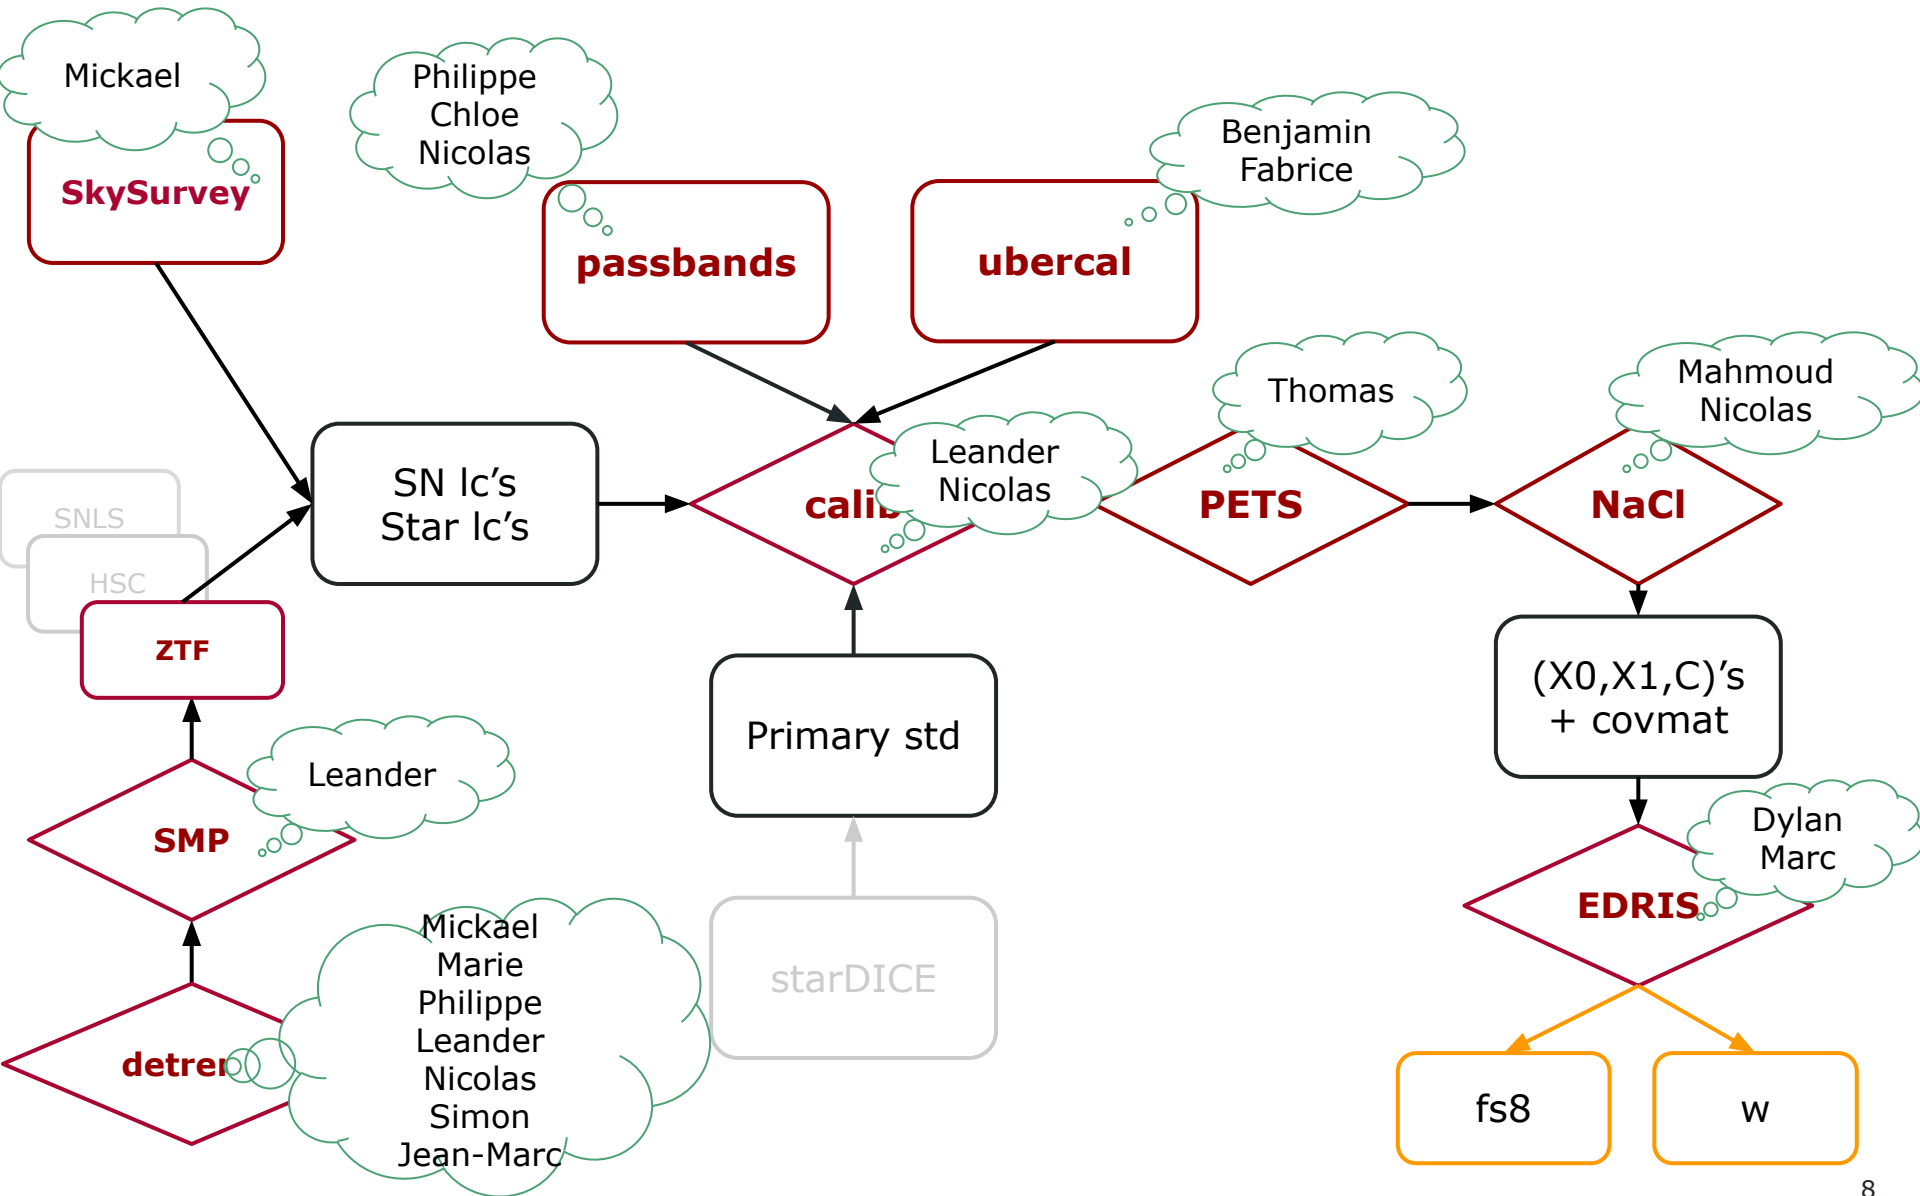 Mickael
SkySurvey
Philippe
Chloe
Nicolas
passbands
Benjamin
Fabrice
ubercal
SNLS
HSC
ZTF
SN lc’s
Star lc’s
calib
Leander
Nicolas
Thomas
PETS
Mahmoud
Nicolas
NaCl
Primary std
(X0,X1,C)’s
+ covmat
SMP
Leander
Dylan
Marc
EDRIS
starDICE
Mickael
Marie
Philippe
Leander
Nicolas
Simon
Jean-Marc
fs8
w
8